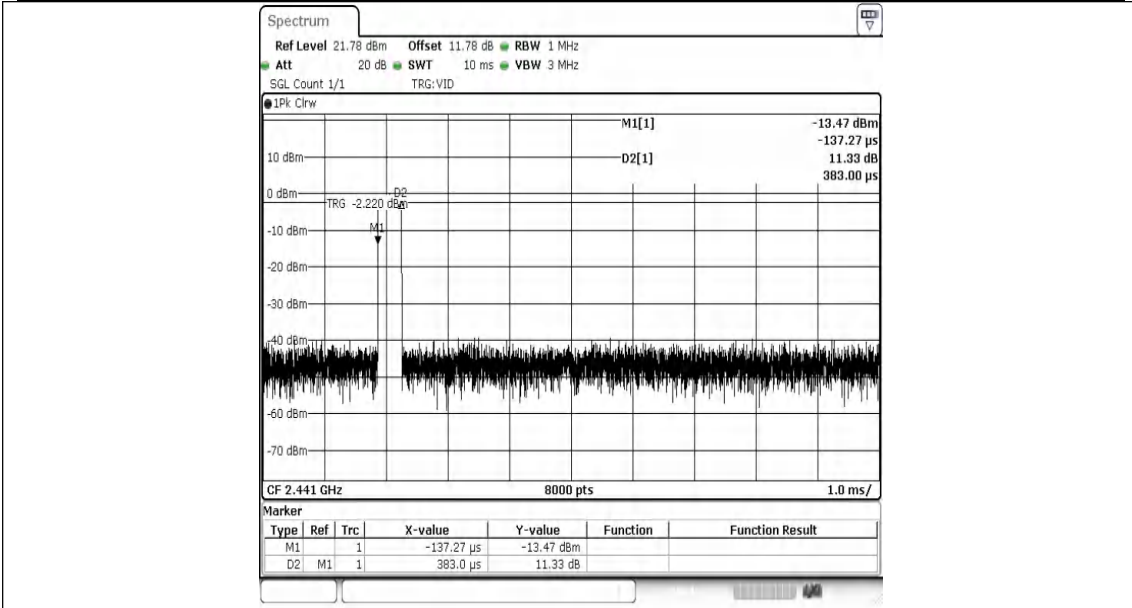 Spectrum
Ref Level 21.78 dBm Offset 11.78 dB RBW 1 MHz
Att 20 dB SWT 10 ms VBW 3 MHz
SGL Count 1/1 TRG:VID
1Pk Clrw
M1[1] -13.47 dBm
-137.27 µs
10 dBm D2[1] 11.33 dB
383.00 µs
0 dBm D2
TRG -2.220 dBm
-10 dBm M1
-20 dBm
-30 dBm
-40 dBm
-60 dBm
-70 dBm
CF 2.441 GHz 8000 pts 1.0 ms/
Marker
Type Ref Trc X-value Y-value Function Function Result
M1 1 -137.27 µs -13.47 dBm
D2 M1 1 383.0 µs 11.33 dB